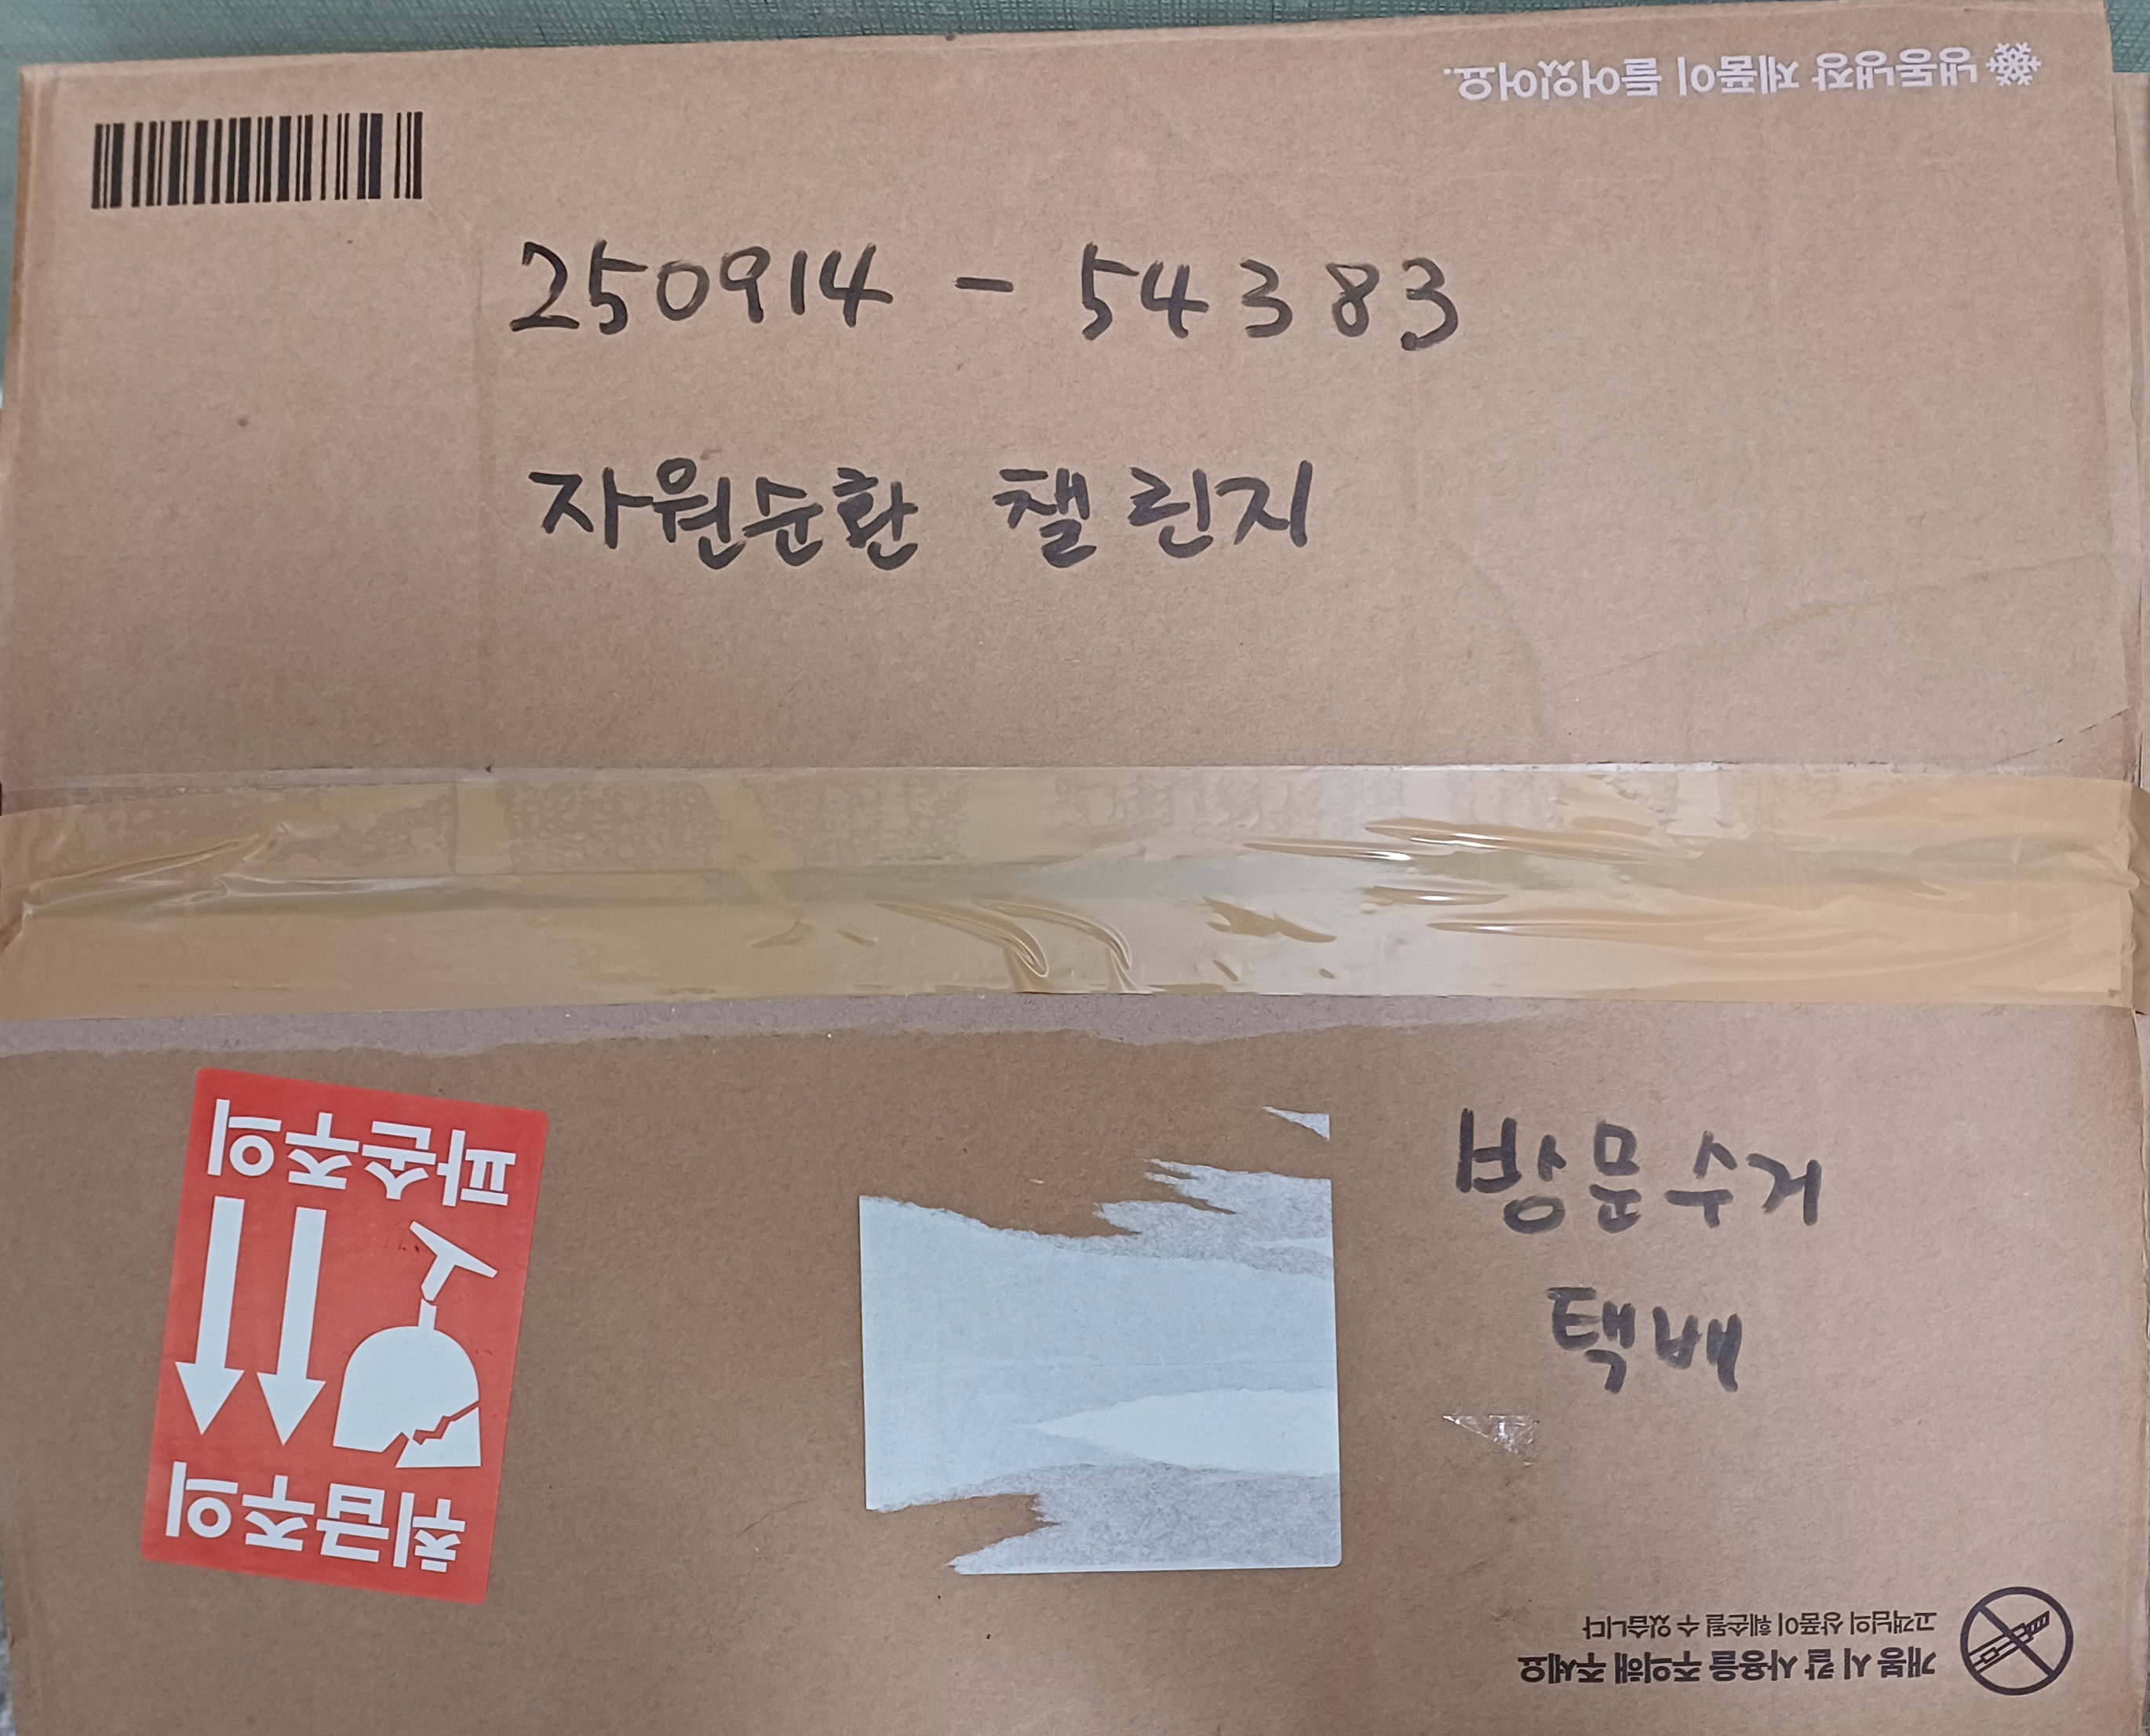 냉동냉장 제품이 들어있어요.
250914 - 54383
자원순환 챌린지
방문수거
택배
파손주의
취급주의
개봉 시 칼 사용을 주의해 주세요
고객님의 상품이 훼손될 수 있습니다